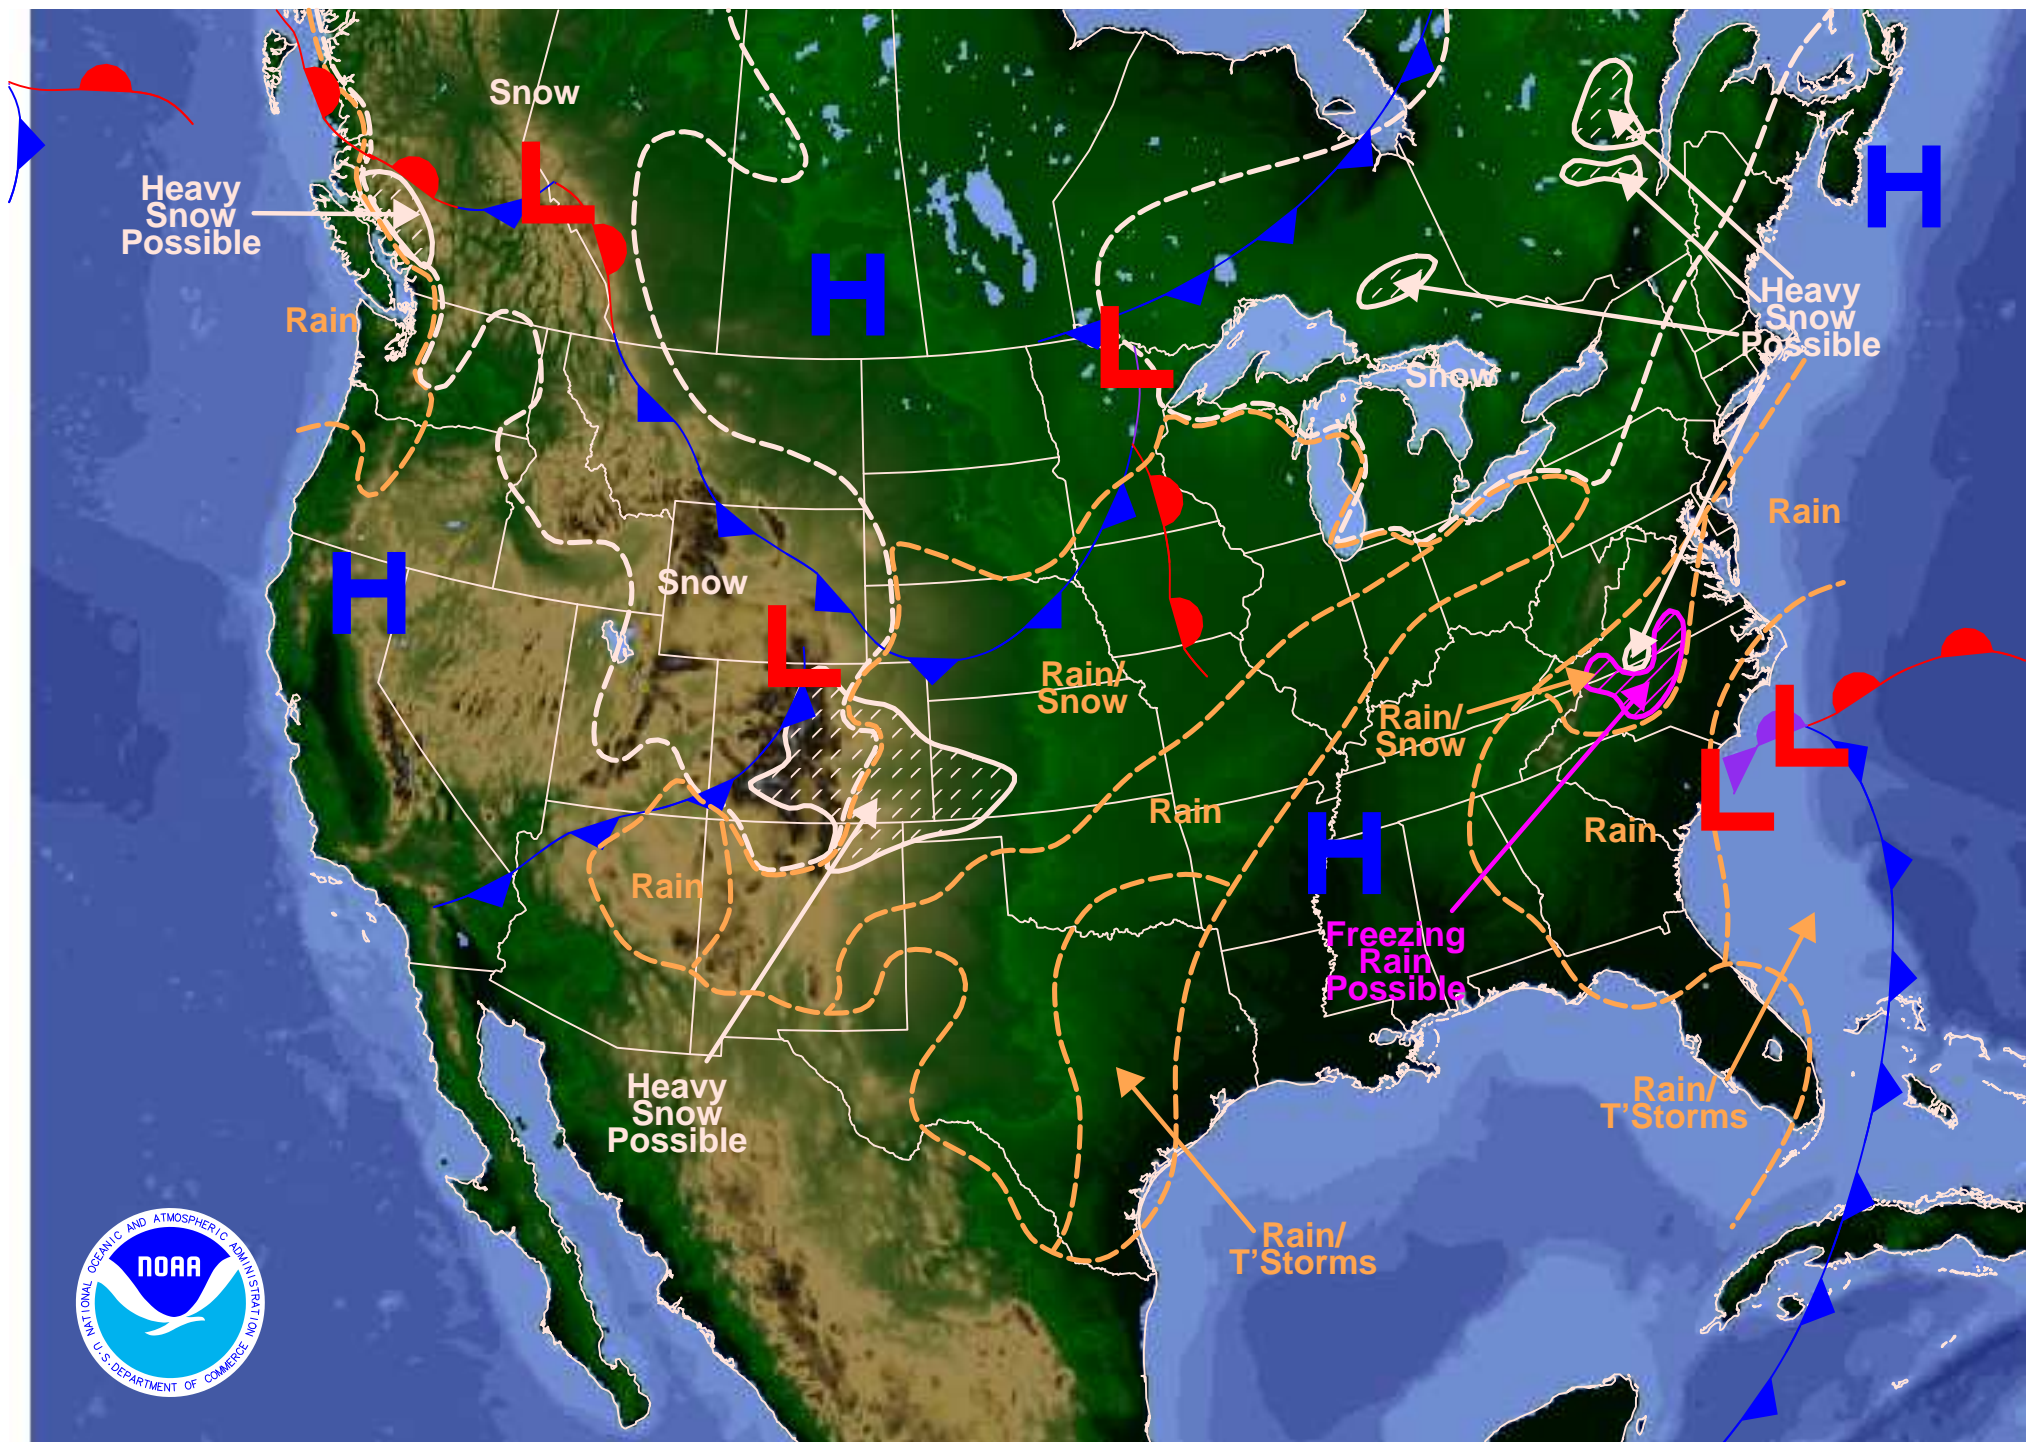 Snow
Heavy
Snow
Possible
H
L
H
Rain
L
Heavy
Snow
Possible
Snow
H
Rain
Snow
L
Rain/
Snow
Rain/
Snow
L
L
Rain
Rain
H
Rain
Freezing
Rain
Possible
Heavy
Snow
Possible
Rain/
T'Storms
Rain/
T'Storms
NATIONAL OCEANIC AND ATMOSPHERIC ADMINISTRATION
NOAA
U.S. DEPARTMENT OF COMMERCE